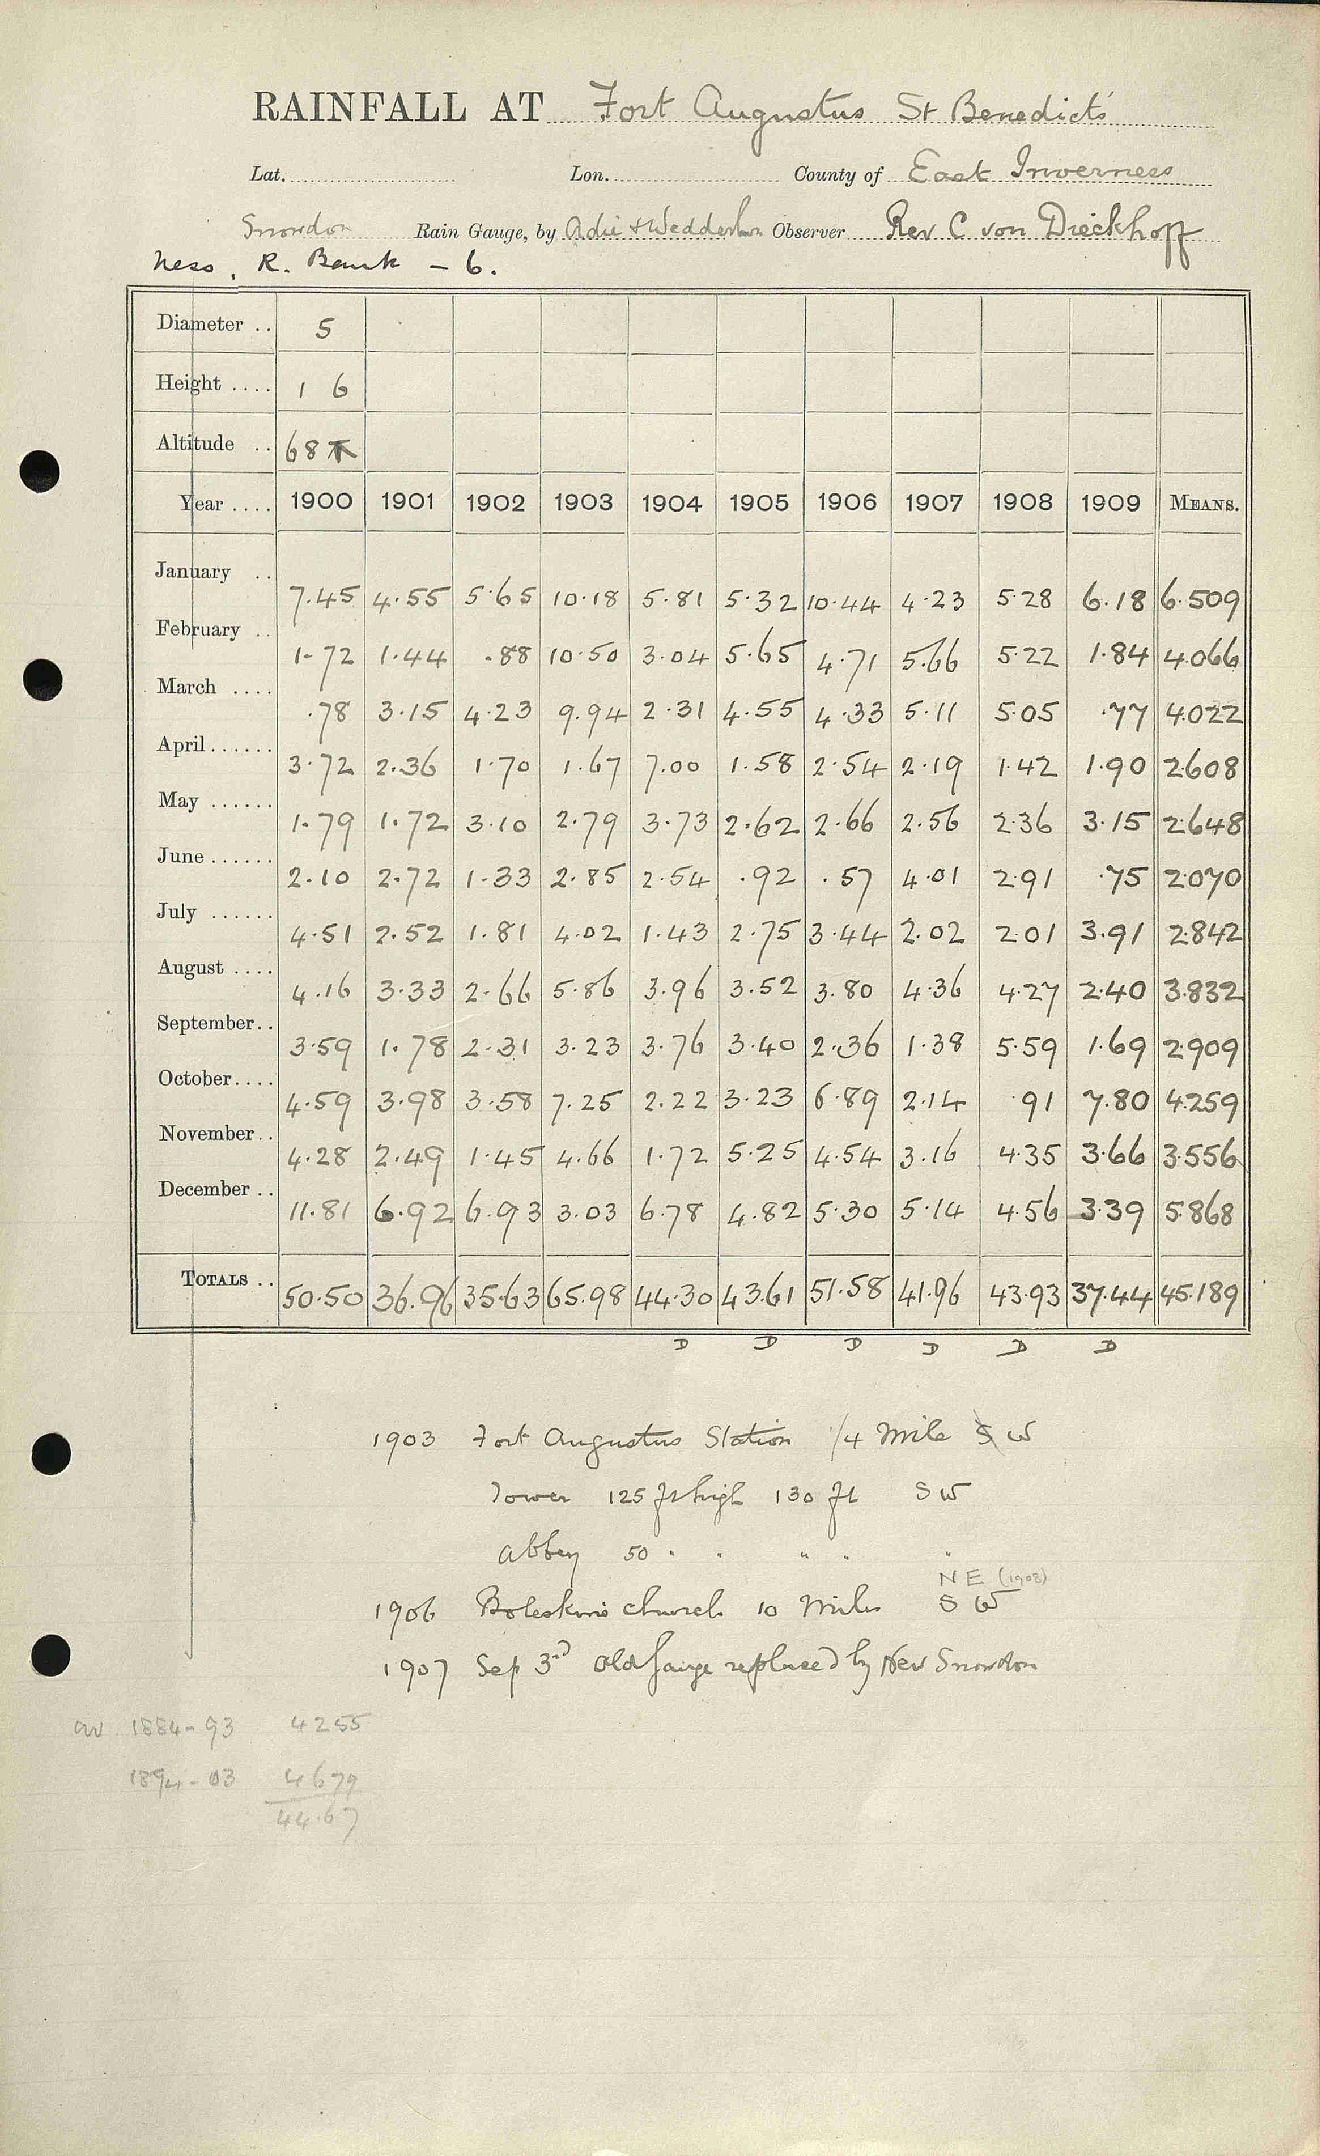 RAINFALL AT Fort Augustus St Benedict's
Lat. Lon. County of East Inverness
Snowdon Rain Gauge, by Adie & Wedderburn Observer Rev C von Dieckhoff
Ness, R. Bank - 6.
Diameter .. 5
Height .... 1 6
Altitude .. 68
Year .... 1900 1901 1902 1903 1904 1905 1906 1907 1908 1909 MEANS.
January .. 7.45 4.55 5.65 10.18 5.81 5.32 10.44 4.23 5.28 6.18 6.509
February .. 1.72 1.44 .88 10.50 3.04 5.65 4.71 5.66 5.22 1.84 4.066
March .... .78 3.15 4.23 9.94 2.31 4.55 4.33 5.11 5.05 .77 4.022
April ...... 3.72 2.36 1.70 1.67 7.00 1.58 2.54 2.19 1.42 1.90 2.608
May ...... 1.79 1.72 3.10 2.79 3.73 2.62 2.66 2.56 2.36 3.15 2.648
June ...... 2.10 2.72 1.33 2.85 2.54 .92 .57 4.01 2.91 .75 2.070
July ...... 4.51 2.52 1.81 4.02 1.43 2.75 3.44 2.02 2.01 3.91 2.842
August .... 4.16 3.33 2.66 5.86 3.96 3.52 3.80 4.36 4.27 2.40 3.832
September.. 3.59 1.78 2.31 3.23 3.76 3.40 2.36 1.38 5.59 1.69 2.909
October.... 4.59 3.98 3.58 7.25 2.22 3.23 6.89 2.14 .91 7.80 4.259
November.. 4.28 2.49 1.45 4.66 1.72 5.25 4.54 3.16 4.35 3.66 3.556
December .. 11.81 6.92 6.93 3.03 6.78 4.82 5.30 5.14 4.56 3.39 5.868
TOTALS .. 50.50 36.96 35.63 65.98 44.30 43.61 51.58 41.96 43.93 37.44 45.189
D D D D D D
1903 Fort Augustus Station 1/4 Mile S W
Tower 125 ft high 130 ft SW
Abbey 50 " " " " "
NE (1908)
1906 Boleskine church 10 Miles SW
1907 Sep 3rd Old Gauge replaced by New Snowdon
av 1884-93 4255
1894-03 4679
44.67